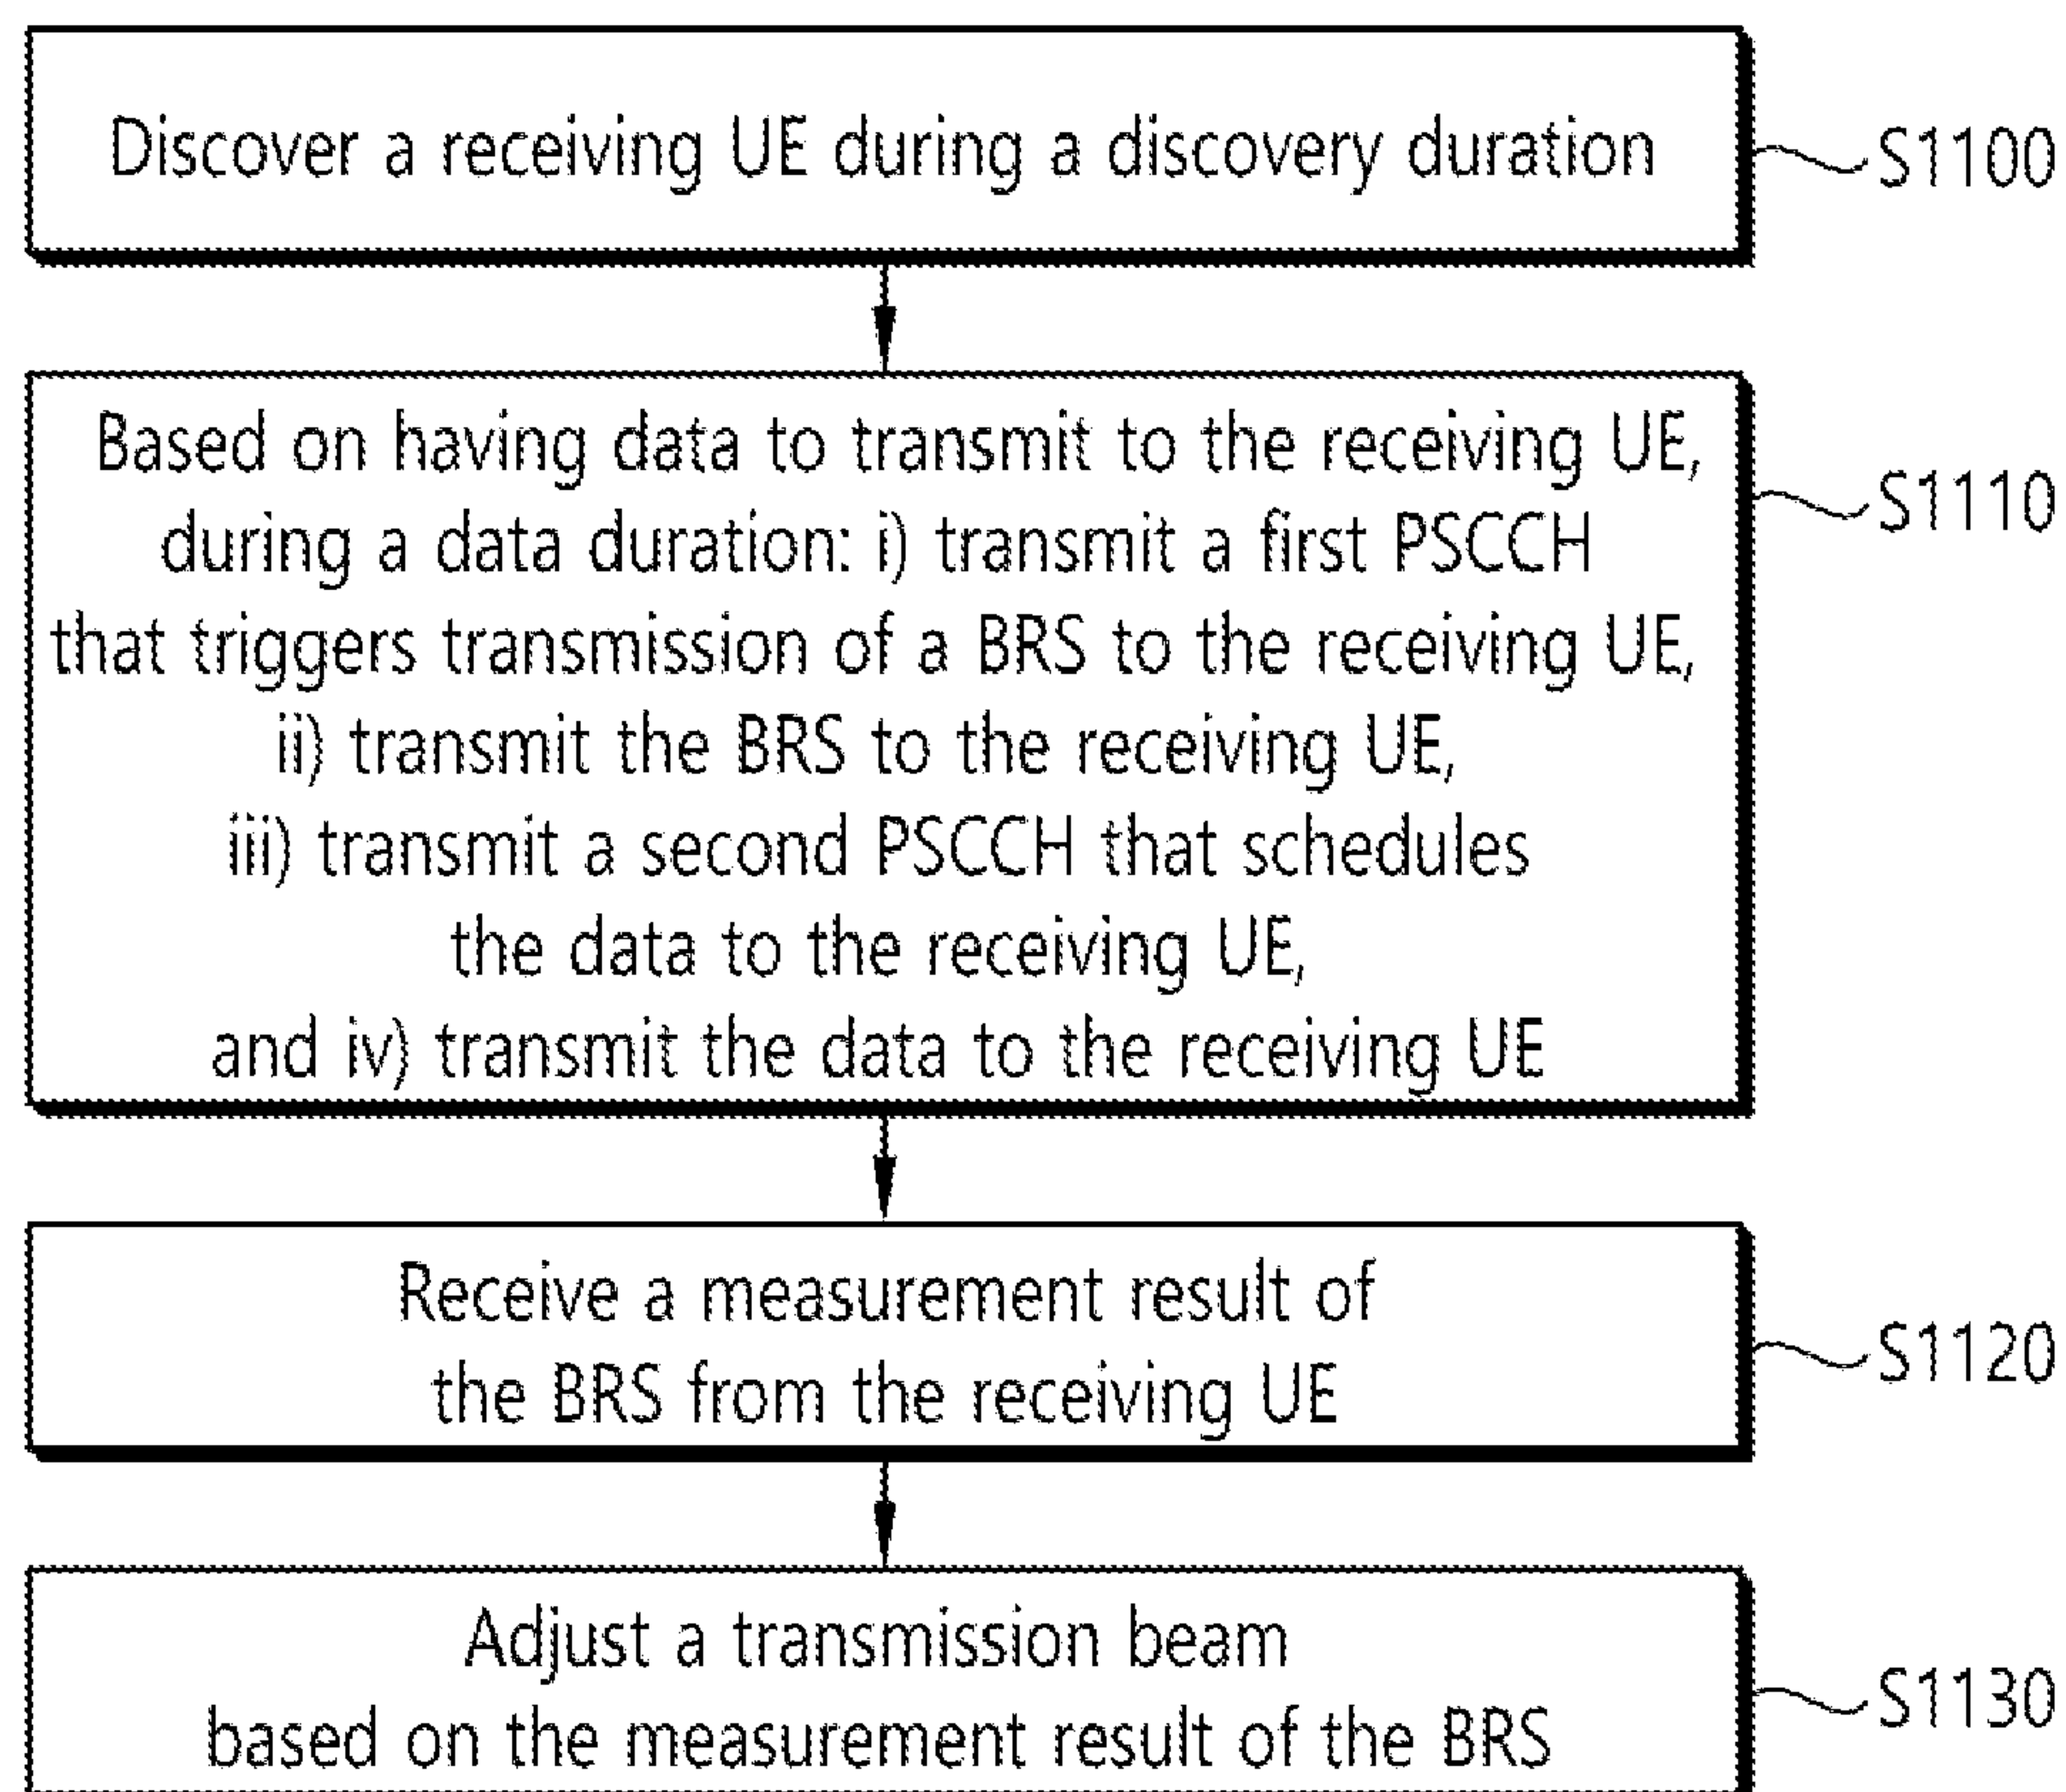 Discover a receiving UE during a discovery duration
S1100
Based on having data to transmit to the receiving UE,
during a data duration: i) transmit a first PSCCH
that triggers transmission of a BRS to the receiving UE,
ii) transmit the BRS to the receiving UE,
iii) transmit a second PSCCH that schedules
the data to the receiving UE,
and iv) transmit the data to the receiving UE
S1110
Receive a measurement result of
the BRS from the receiving UE
S1120
Adjust a transmission beam
based on the measurement result of the BRS
S1130